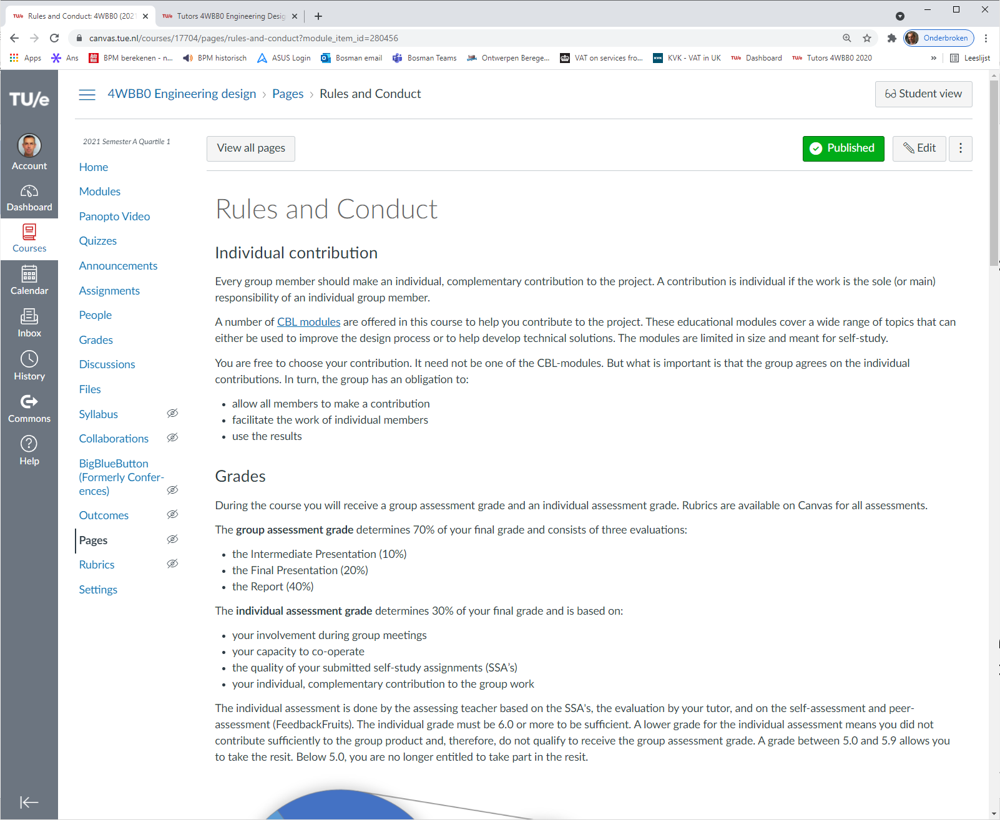 TU/e Rules and Conduct: 4WBB0 (2021
TU/e Tutors 4WBB0 Engineering Desig
canvas.tue.nl/courses/17704/pages/rules-and-conduct?module_item_id=280456
Onderbroken
Apps Ans BPM berekenen - n... BPM historisch ASUS Login Bosman email Bosman Teams Ontwerpen Berege... VAT on services fro... KVK KVK - VAT in UK TU/e Dashboard TU/e Tutors 4WBB0 2020 » Leeslijst
TU/e
Account
Dashboard
Courses
Calendar
Inbox
History
Commons
Help
4WBB0 Engineering design › Pages › Rules and Conduct
Student view
2021 Semester A Quartile 1
Home
Modules
Panopto Video
Quizzes
Announcements
Assignments
People
Grades
Discussions
Files
Syllabus
Collaborations
BigBlueButton
(Formerly Confer-
ences)
Outcomes
Pages
Rubrics
Settings
View all pages
Published
Edit
Rules and Conduct
Individual contribution
Every group member should make an individual, complementary contribution to the project. A contribution is individual if the work is the sole (or main)
responsibility of an individual group member.
A number of CBL modules are offered in this course to help you contribute to the project. These educational modules cover a wide range of topics that can
either be used to improve the design process or to help develop technical solutions. The modules are limited in size and meant for self-study.
You are free to choose your contribution. It need not be one of the CBL-modules. But what is important is that the group agrees on the individual
contributions. In turn, the group has an obligation to:
• allow all members to make a contribution
• facilitate the work of individual members
• use the results
Grades
During the course you will receive a group assessment grade and an individual assessment grade. Rubrics are available on Canvas for all assessments.
The group assessment grade determines 70% of your final grade and consists of three evaluations:
• the Intermediate Presentation (10%)
• the Final Presentation (20%)
• the Report (40%)
The individual assessment grade determines 30% of your final grade and is based on:
• your involvement during group meetings
• your capacity to co-operate
• the quality of your submitted self-study assignments (SSA's)
• your individual, complementary contribution to the group work
The individual assessment is done by the assessing teacher based on the SSA's, the evaluation by your tutor, and on the self-assessment and peer-
assessment (FeedbackFruits). The individual grade must be 6.0 or more to be sufficient. A lower grade for the individual assessment means you did not
contribute sufficiently to the group product and, therefore, do not qualify to receive the group assessment grade. A grade between 5.0 and 5.9 allows you
to take the resit. Below 5.0, you are no longer entitled to take part in the resit.